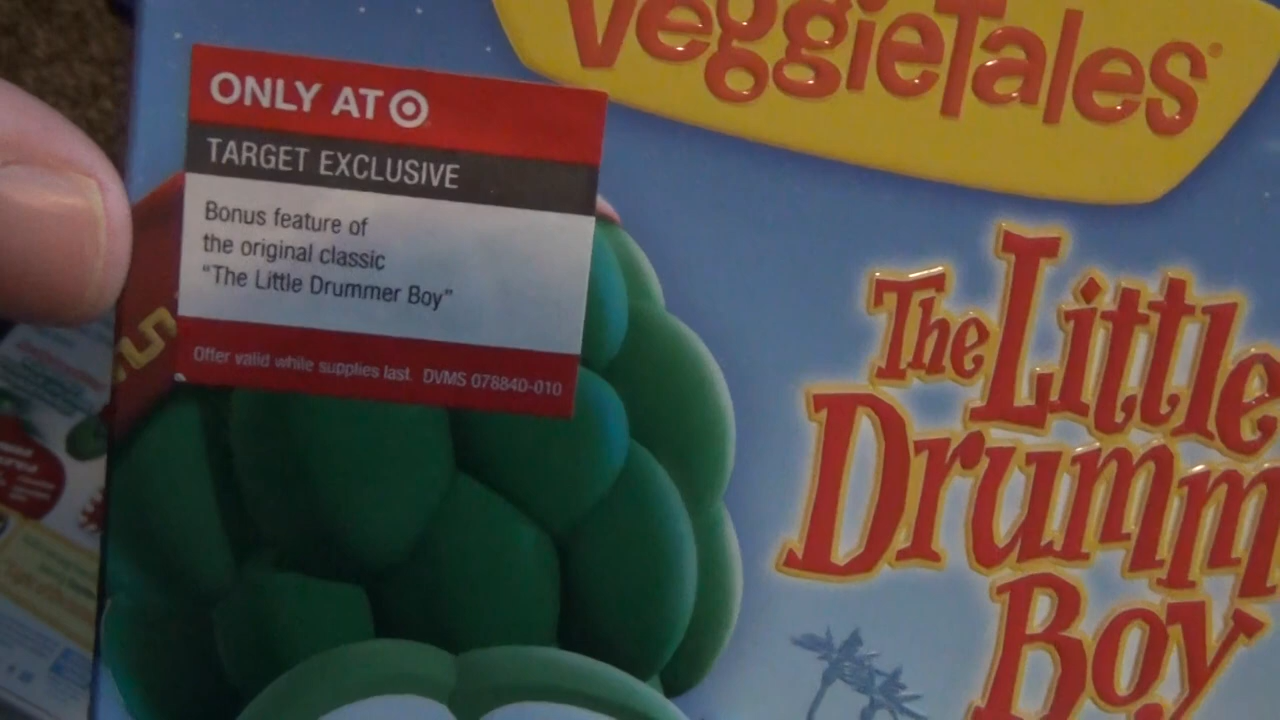 VeggieTales
ONLY AT
TARGET EXCLUSIVE
Bonus feature of
the original classic
"The Little Drummer Boy"
Offer valid while supplies last. DVMS 078840-010
The Little
Drumm
Boy